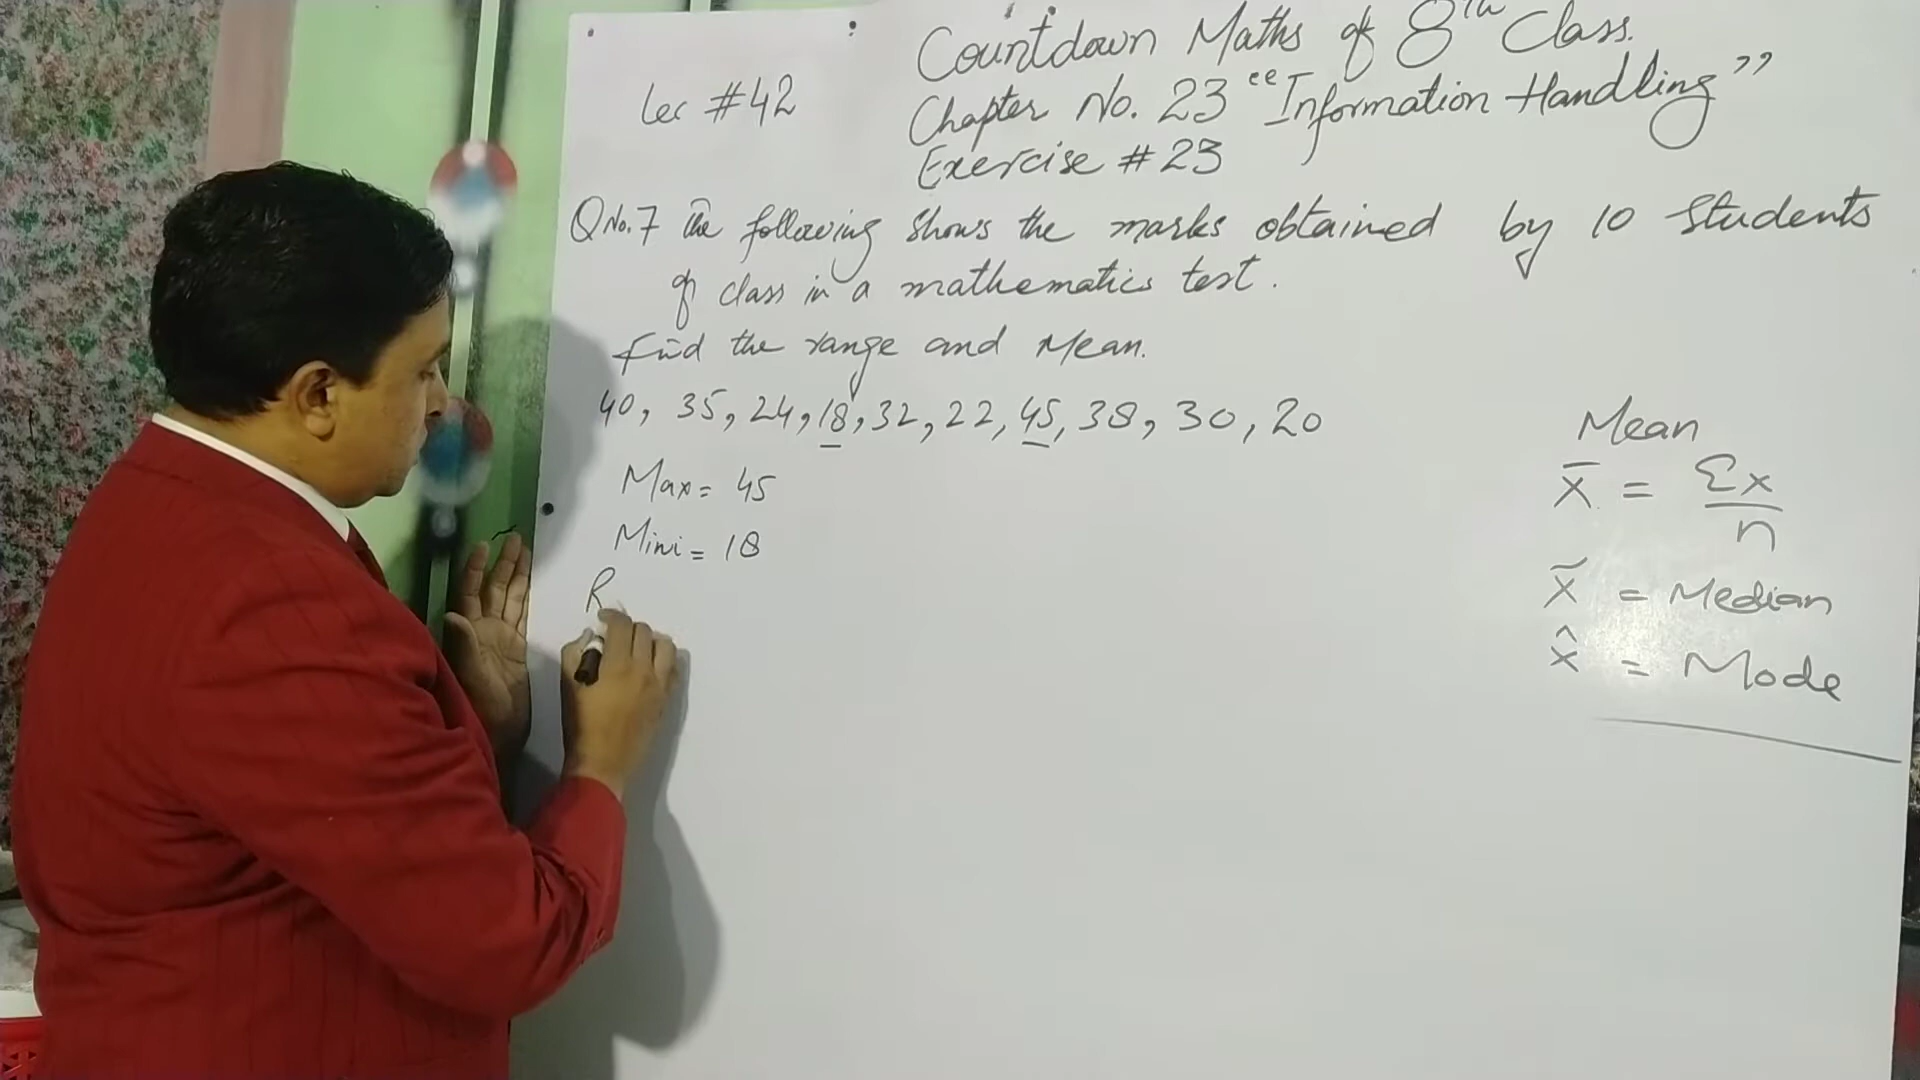 Countdown Maths of 8th Class.
Lec #42
Chapter No. 23 "Information Handling"
Exercise #23
QNo.7 The following shows the marks obtained by 10 students
of class in a mathematics test.
Find the range and Mean.
40, 35, 24, 18, 32, 22, 45, 38, 30, 20
Max = 45
Mini = 18
R
Mean
X̄ = Σx
n
X̃ = Median
X̂ = Mode